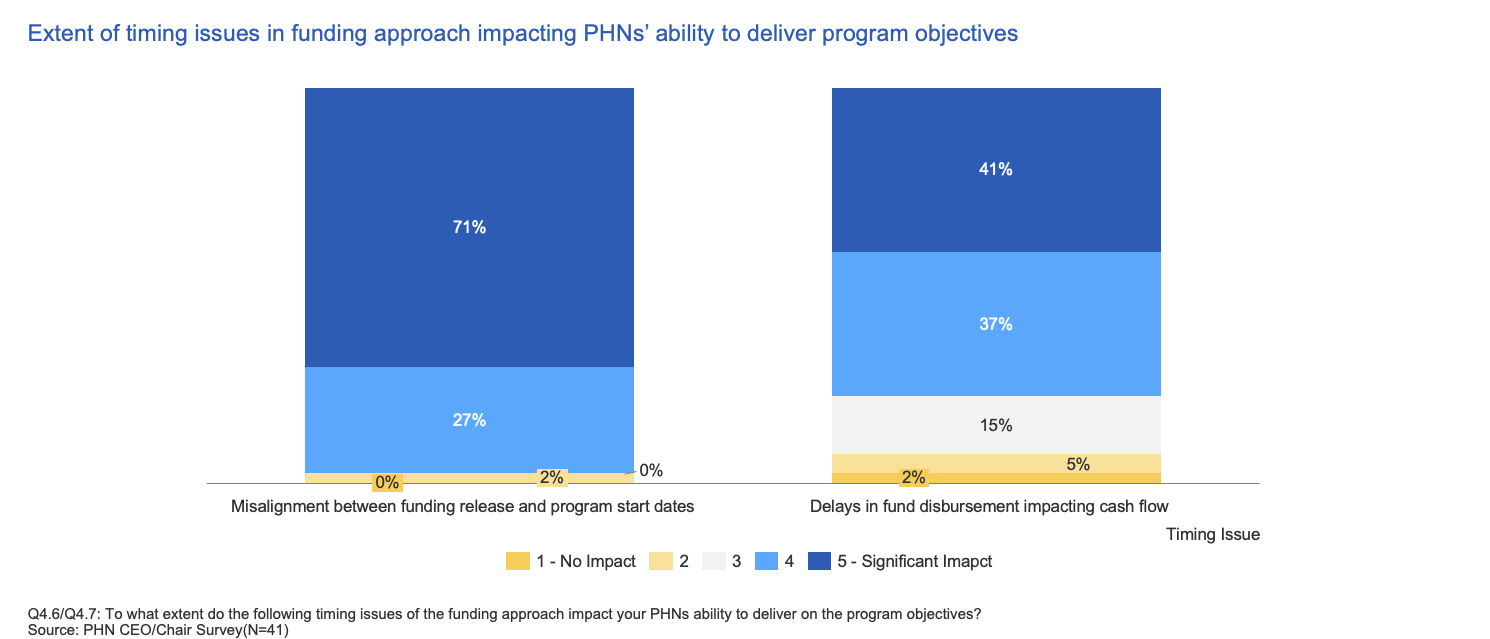 Extent of timing issues in funding approach impacting PHNs’ ability to deliver program objectives
71%
27%
0%
2%
0%
41%
37%
15%
5%
2%
Misalignment between funding release and program start dates
Delays in fund disbursement impacting cash flow
Timing Issue
1 - No Impact 2 3 4 5 - Significant Imapct
Q4.6/Q4.7: To what extent do the following timing issues of the funding approach impact your PHNs ability to deliver on the program objectives?
Source: PHN CEO/Chair Survey(N=41)